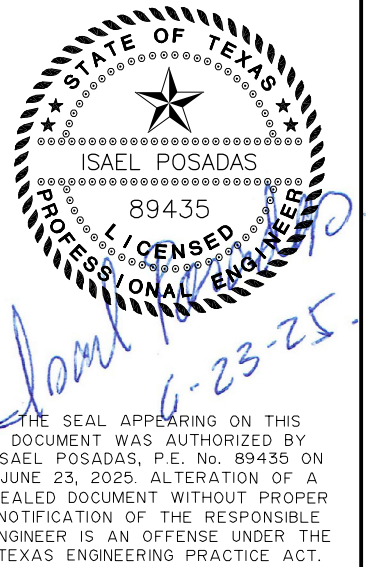 STATE OF TEXAS
ISAEL POSADAS
89435
LICENSED
PROFESSIONAL ENGINEER
Isael Posadas
6-23-25.
THE SEAL APPEARING ON THIS
DOCUMENT WAS AUTHORIZED BY
SAEL POSADAS, P.E. No. 89435 ON
JUNE 23, 2025. ALTERATION OF A
EALED DOCUMENT WITHOUT PROPER
NOTIFICATION OF THE RESPONSIBLE
NGINEER IS AN OFFENSE UNDER THE
TEXAS ENGINEERING PRACTICE ACT.